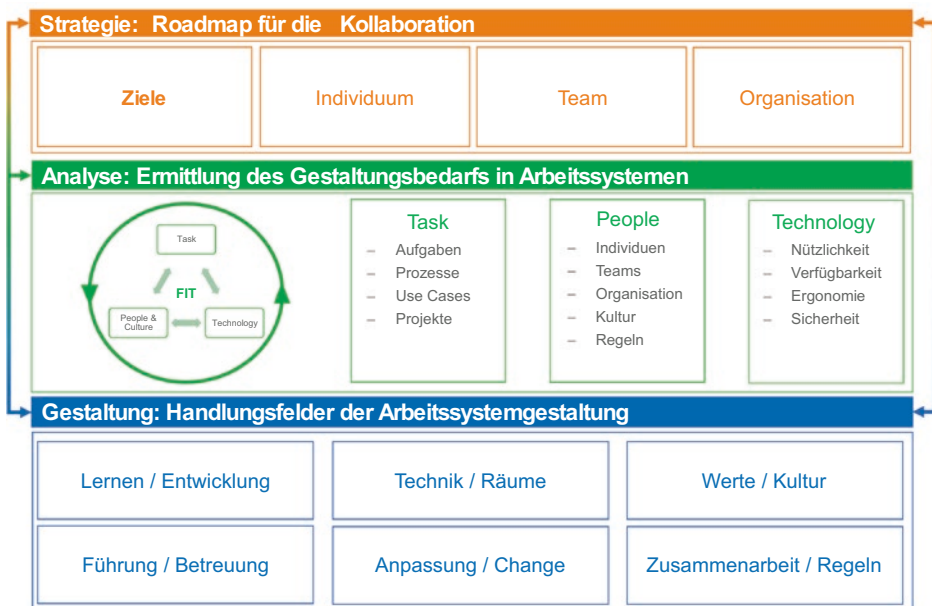 Strategie: Roadmap für die Kollaboration
Ziele
Individuum
Team
Organisation
Analyse: Ermittlung des Gestaltungsbedarfs in Arbeitssystemen
Task
FIT
People &
Culture
Technology
Task
– Aufgaben
– Prozesse
– Use Cases
– Projekte
People
– Individuen
– Teams
– Organisation
– Kultur
– Regeln
Technology
– Nützlichkeit
– Verfügbarkeit
– Ergonomie
– Sicherheit
Gestaltung: Handlungsfelder der Arbeitssystemgestaltung
Lernen / Entwicklung
Technik / Räume
Werte / Kultur
Führung / Betreuung
Anpassung / Change
Zusammenarbeit / Regeln